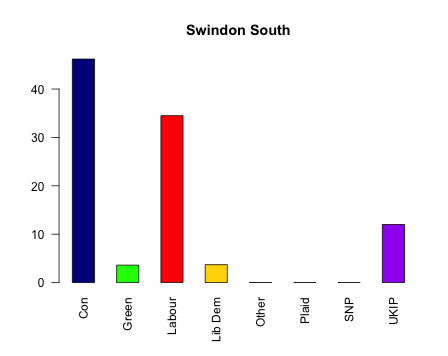 Swindon South
40
30
20
10
0
Con
Green
Labour
Lib Dem
Other
Plaid
SNP
UKIP